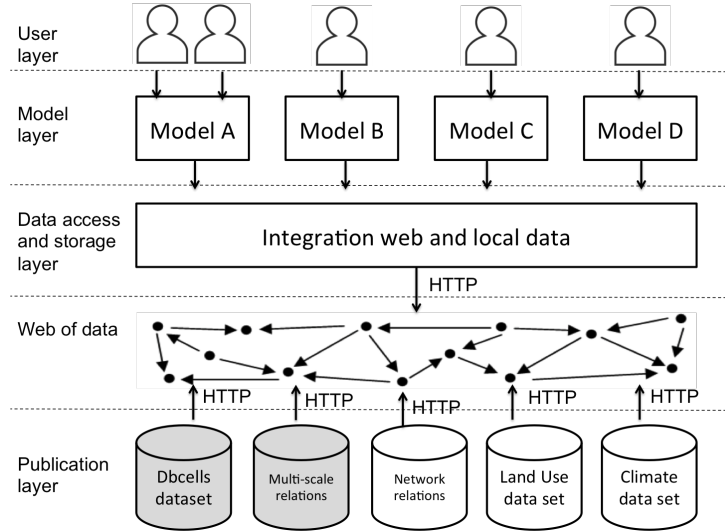 User
layer
Model
layer
Model A
Model B
Model C
Model D
Data access
and storage
layer
Integration web and local data
HTTP
Web of data
HTTP
HTTP
HTTP
HTTP
HTTP
Publication
layer
Dbcells
dataset
Multi-scale
relations
Network
relations
Land Use
data set
Climate
data set